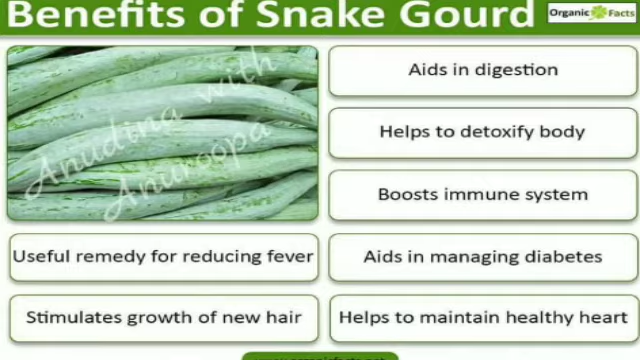 Benefits of Snake Gourd
Organic Facts
Anuding with
Anuroopa
Aids in digestion
Helps to detoxify body
Boosts immune system
Useful remedy for reducing fever
Aids in managing diabetes
Stimulates growth of new hair
Helps to maintain healthy heart